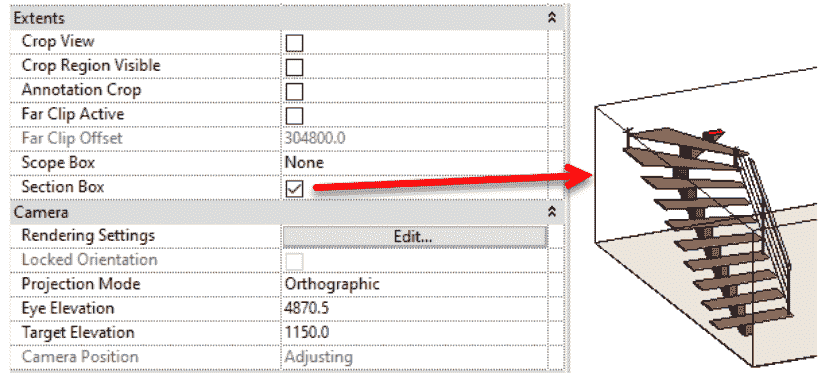 Extents
Crop View
Crop Region Visible
Annotation Crop
Far Clip Active
Far Clip Offset 304800.0
Scope Box None
Section Box
Camera
Rendering Settings Edit...
Locked Orientation
Projection Mode Orthographic
Eye Elevation 4870.5
Target Elevation 1150.0
Camera Position Adjusting